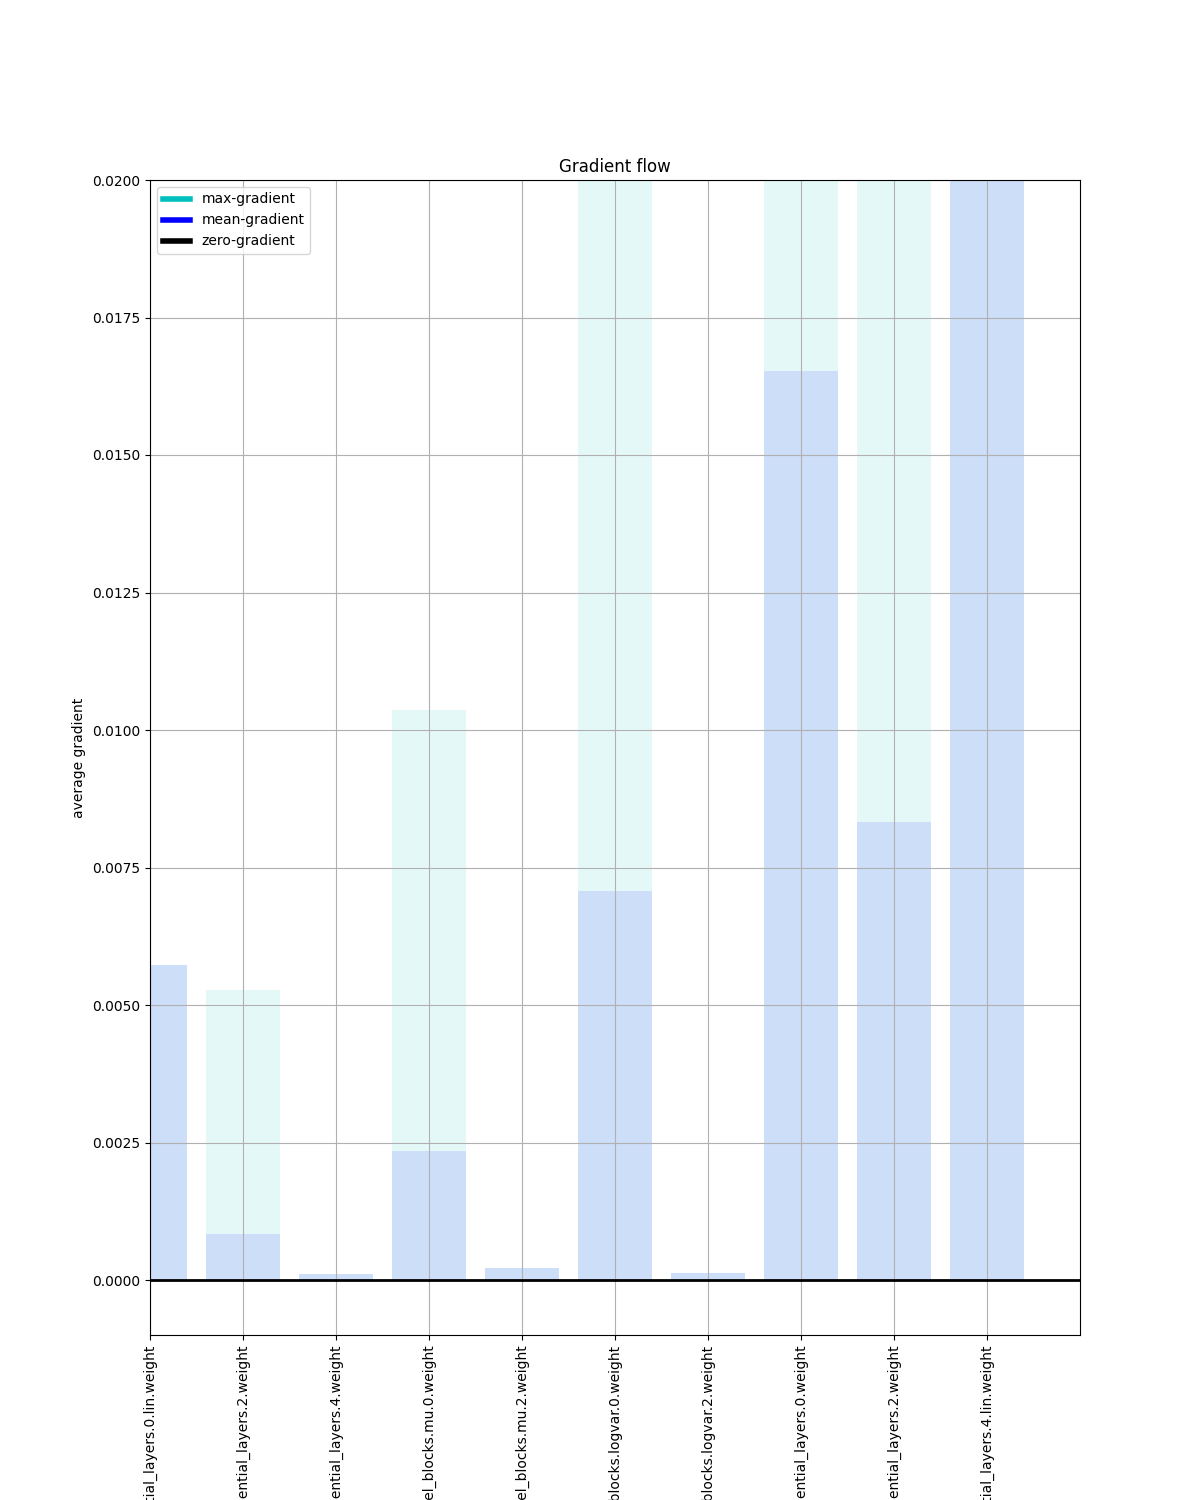 Gradient flow
max-gradient
mean-gradient
zero-gradient
0.0200
0.0175
0.0150
0.0125
0.0100
0.0075
0.0050
0.0025
0.0000
average gradient
tial_layers.0.lin.weight
ential_layers.2.weight
ential_layers.4.weight
el_blocks.mu.0.weight
el_blocks.mu.2.weight
blocks.logvar.0.weight
blocks.logvar.2.weight
ential_layers.0.weight
ential_layers.2.weight
tial_layers.4.lin.weight